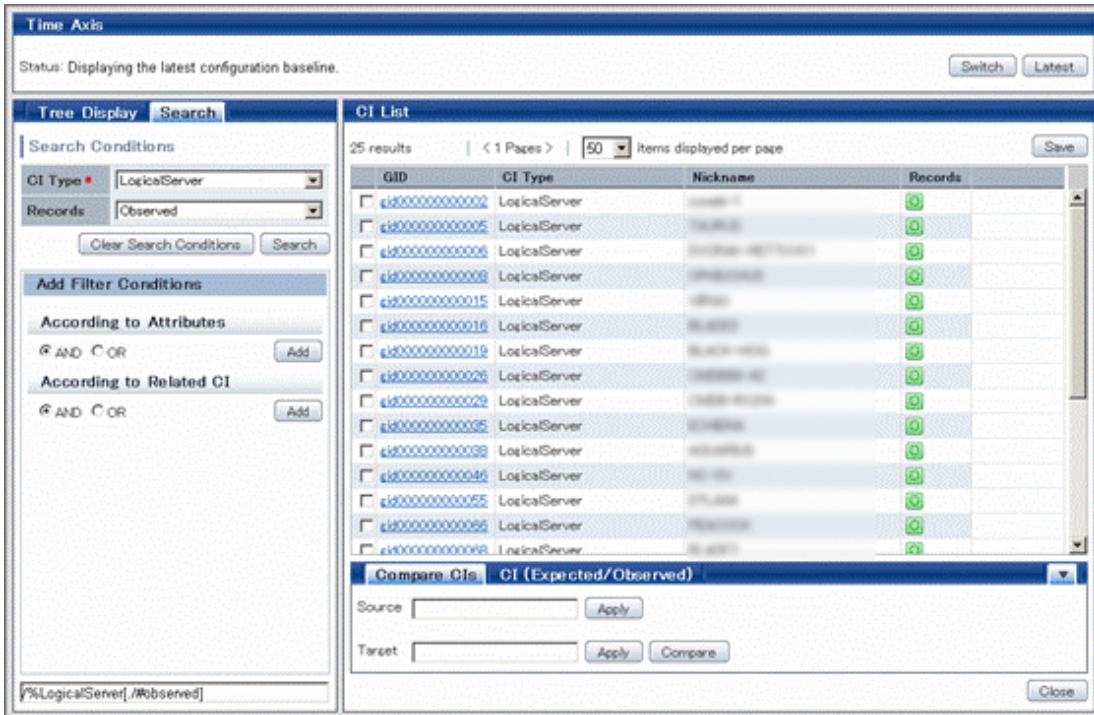 Time Axis
Status: Displaying the latest configuration baseline.
Switch Latest
Tree Display Search
Search Conditions
CI Type * LogicalServer
Records Observed
Clear Search Conditions Search
Add Filter Conditions
According to Attributes
AND OR Add
According to Related CI
AND OR Add
/%LogicalServer[./#observed]
CI List
25 results < 1 Pages > 50 items displayed per page Save
GID CI Type Nickname Records
gid000000000002 LogicalServer
gid000000000005 LogicalServer
gid000000000006 LogicalServer
gid000000000008 LogicalServer
gid000000000015 LogicalServer
gid000000000016 LogicalServer
gid000000000019 LogicalServer
gid000000000026 LogicalServer
gid000000000029 LogicalServer
gid000000000035 LogicalServer
gid000000000038 LogicalServer
gid000000000046 LogicalServer
gid000000000055 LogicalServer
gid000000000066 LogicalServer
gid000000000068 LogicalServer
Compare CIs CI (Expected/Observed)
Source Apply
Target Apply Compare
Close